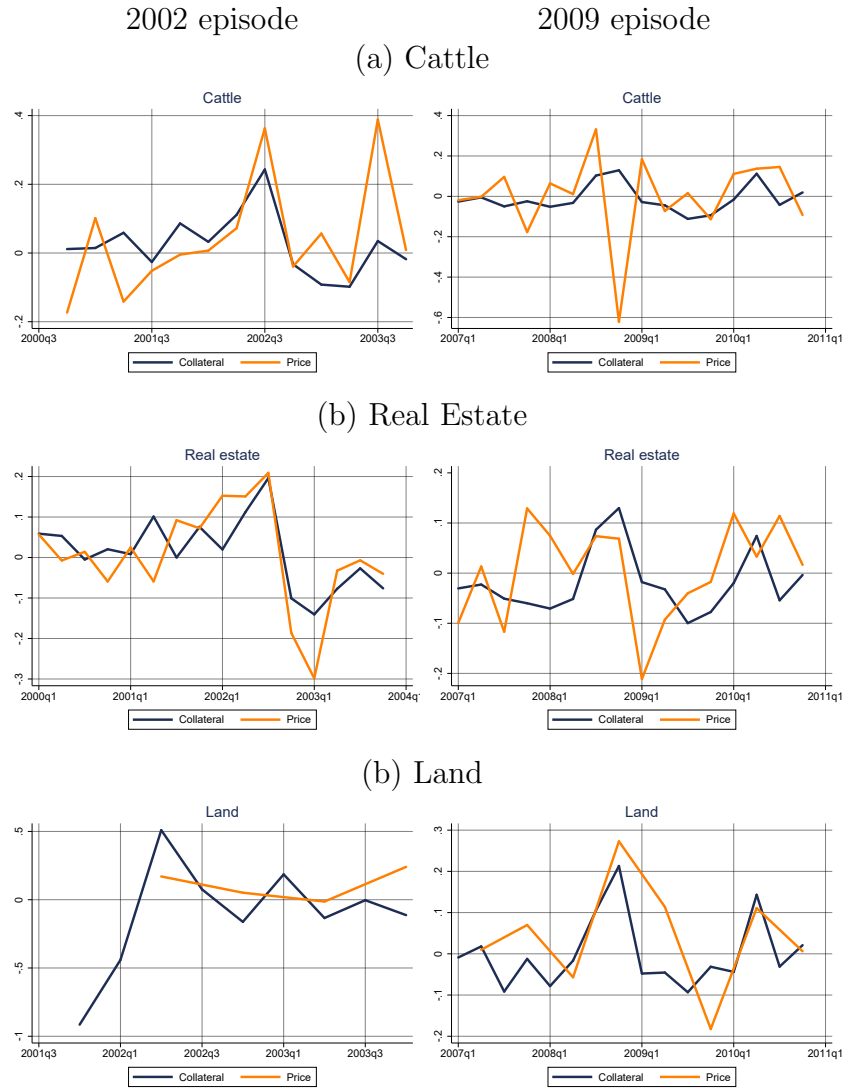 2002 episode 2009 episode
(a) Cattle
Cattle Cattle
.4 .2 0 -.2
2000q3 2001q3 2002q3 2003q3
Collateral Price
.4 .2 0 -.2 -.4 -.6
2007q1 2008q1 2009q1 2010q1 2011q1
Collateral Price
(b) Real Estate
Real estate Real estate
.2 .1 0 -.1 -.2 -.3
2000q1 2001q1 2002q1 2003q1 2004q1
Collateral Price
.2 .1 0 -.1 -.2
2007q1 2008q1 2009q1 2010q1 2011q1
Collateral Price
(b) Land
Land Land
.5 0 -.5 -1
2001q3 2002q1 2002q3 2003q1 2003q3
Collateral Price
.3 .2 .1 0 -.1 -.2
2007q1 2008q1 2009q1 2010q1 2011q1
Collateral Price